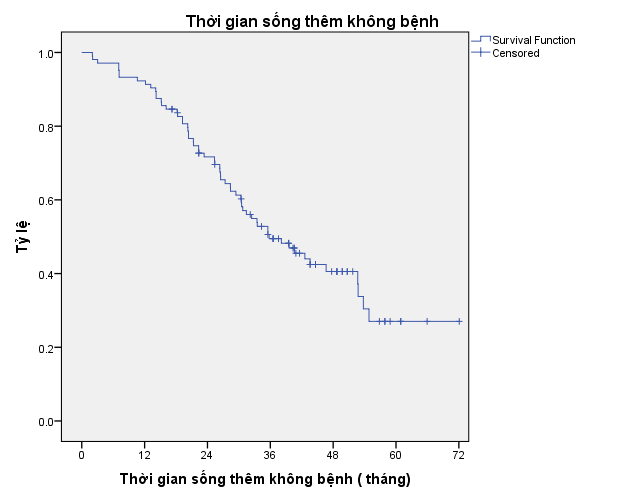 Thời gian sống thêm không bệnh
Survival Function
Censored
1.0
0.8
0.6
0.4
0.2
0.0
Tỷ lệ
0 12 24 36 48 60 72
Thời gian sống thêm không bệnh ( tháng)